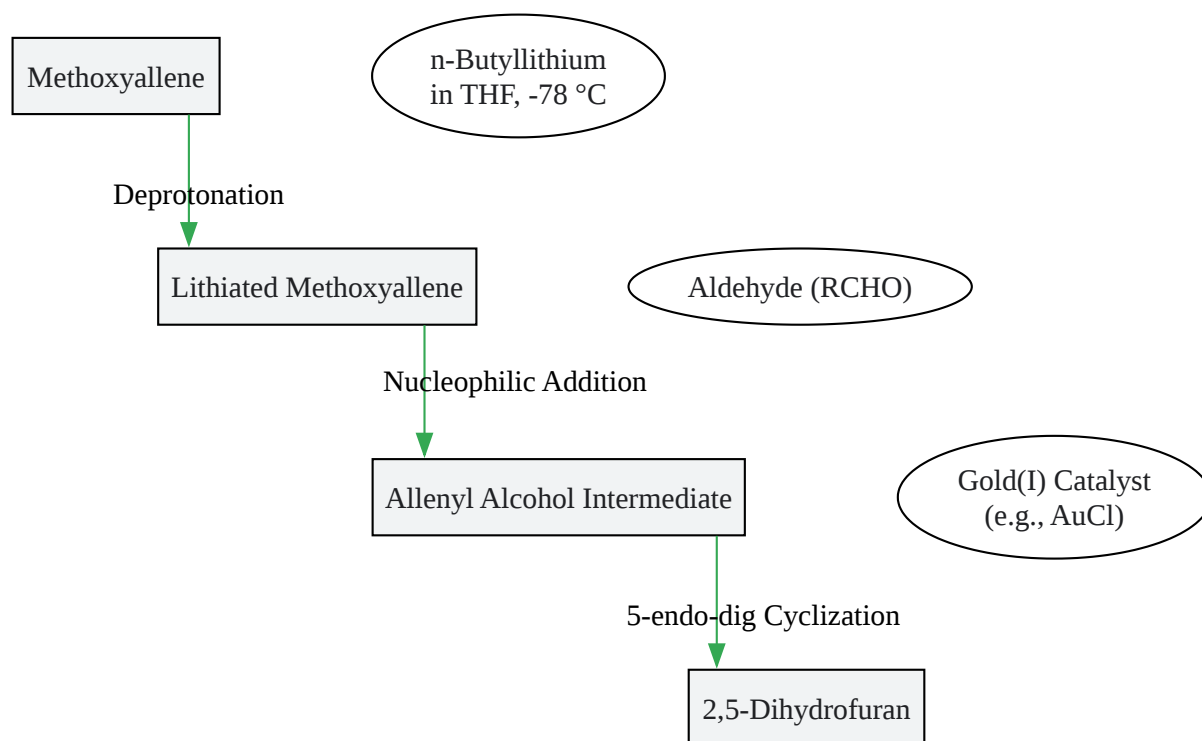 Methoxyallene
n-Butyllithium
in THF, -78 °C
Deprotonation
Lithiated Methoxyallene
Aldehyde (RCHO)
Nucleophilic Addition
Allenyl Alcohol Intermediate
Gold(I) Catalyst
(e.g., AuCl)
5-endo-dig Cyclization
2,5-Dihydrofuran